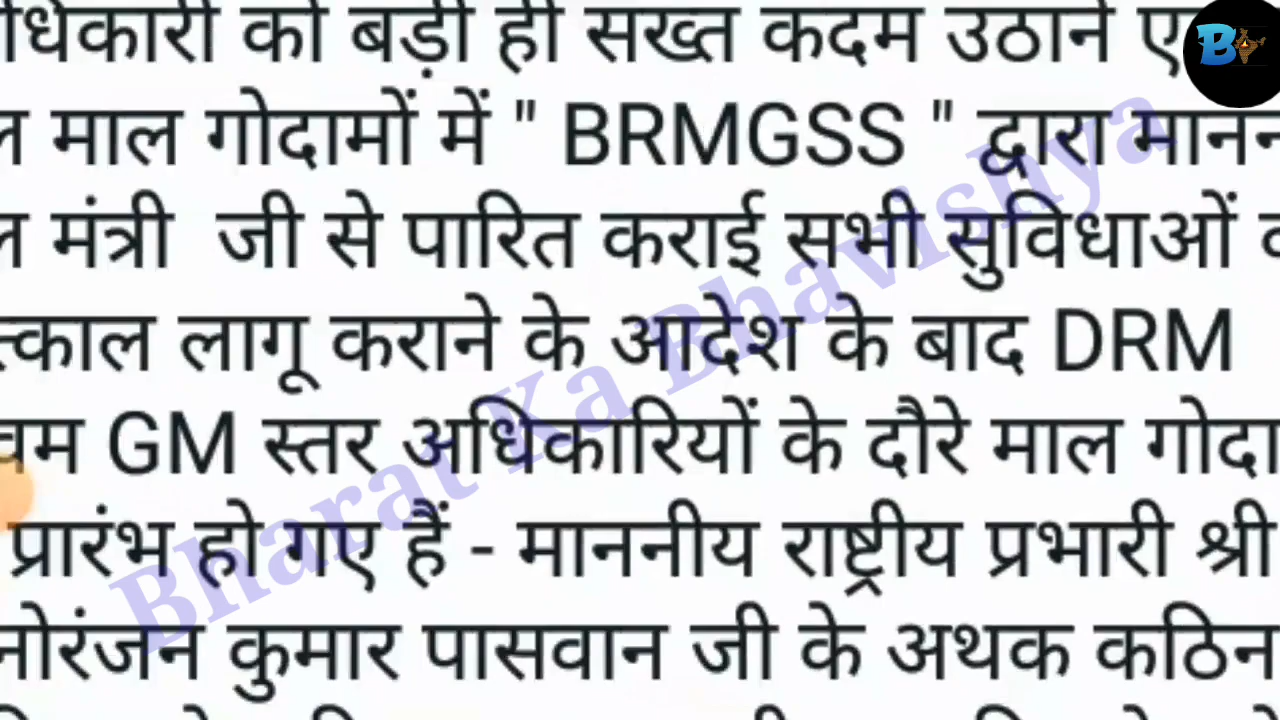 धिकारी को बड़ी ही सख्त कदम उठाने ए
ल माल गोदामों में " BRMGSS " द्वारा मानन
ल मंत्री जी से पारित कराई सभी सुविधाओं
त्काल लागू कराने के आदेश के बाद DRM
वम GM स्तर अधिकारियों के दौरे माल गोदा
प्रारंभ हो गए हैं - माननीय राष्ट्रीय प्रभारी श्री
नोरंजन कुमार पासवान जी के अथक कठिन
Bharat Ka Bhavishya
B